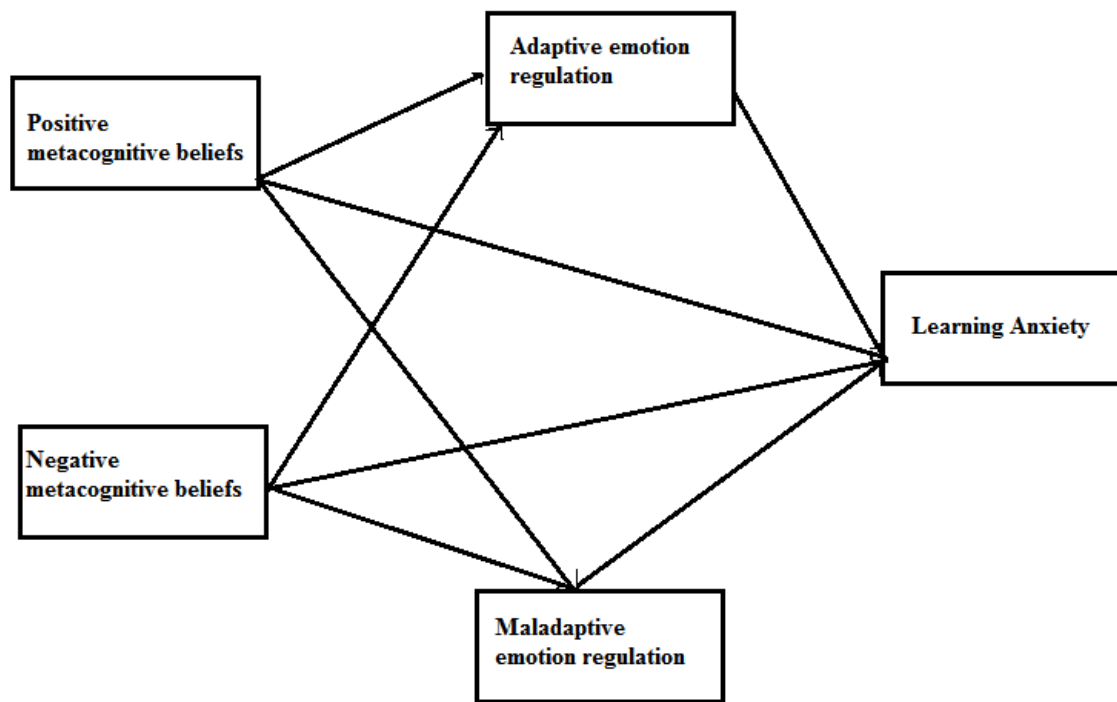 Adaptive emotion
regulation
Positive
metacognitive beliefs
Learning Anxiety
Negative
metacognitive beliefs
Maladaptive
emotion regulation